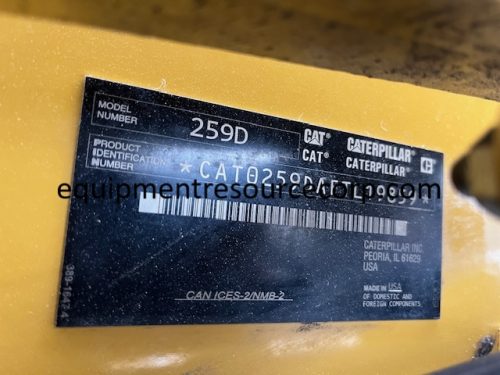 MODEL NUMBER 259D CAT CATERPILLAR
CAT CATERPILLAR
PRODUCT IDENTIFICATION NUMBER
equipmentresourcecorp.com
CATERPILLAR INC
PEORIA, IL 61629
USA
CAN ICES-2/NMB-2
MADE IN USA
OF DOMESTIC AND
FOREIGN COMPONENTS